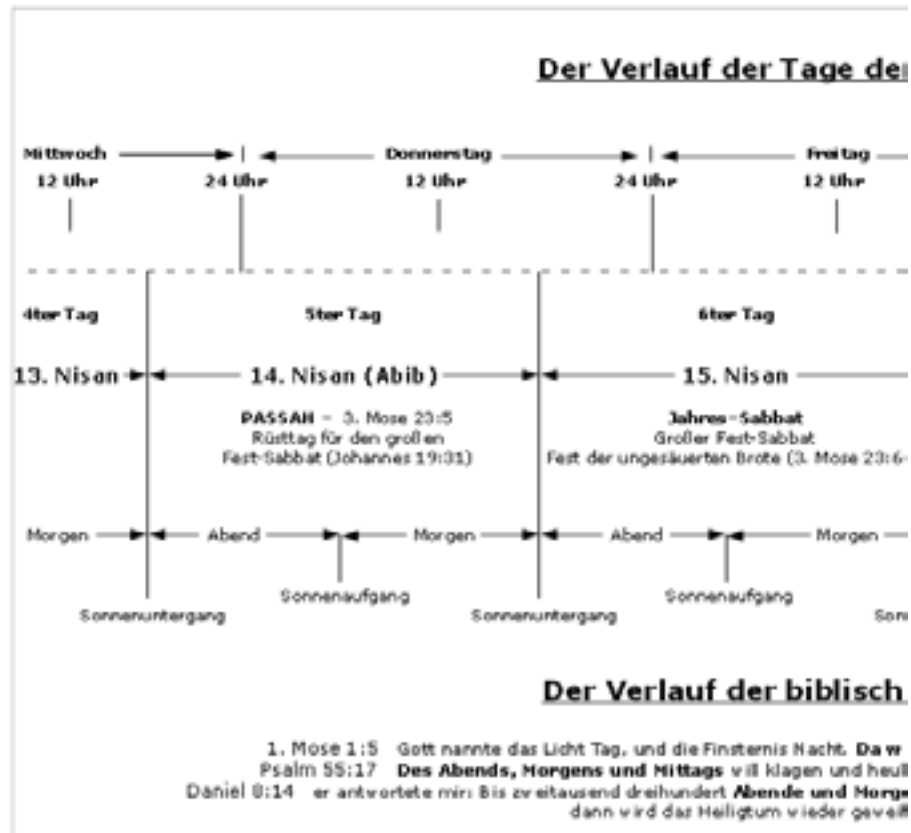 Der Verlauf der Tage der
Mittwoch | Donnerstag | Freitag
12 Uhr 24 Uhr 12 Uhr 24 Uhr 12 Uhr
4ter Tag 5ter Tag 6ter Tag
13. Nisan 14. Nisan (Abib) 15. Nisan
PASSAH - 3. Mose 23:5 Jahres-Sabbat
Rüsttag für den großen Großer Fest-Sabbat
Fest-Sabbat (Johannes 19:31) Fest der ungesäuerten Brote (3. Mose 23:6-
Morgen Abend Morgen Abend Morgen
Sonnenaufgang Sonnenaufgang
Sonnenuntergang Sonnenuntergang Sonn
Der Verlauf der biblisch
1. Mose 1:5 Gott nannte das Licht Tag, und die Finsternis Nacht. Da w
Psalm 55:17 Des Abends, Morgens und Mittags will klagen und heul
Daniel 8:14 er antwortete mir: Bis zweitausend dreihundert Abende und Morge
dann wird das Heiligtum wieder geweih